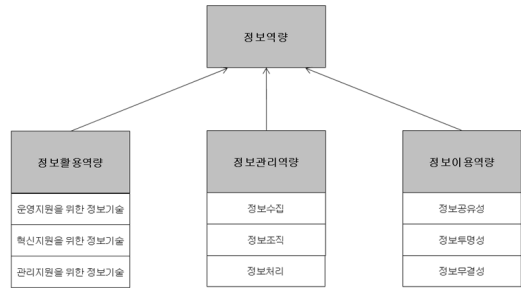 정보역량
정보활용역량
운영지원을 위한 정보기술
혁신지원을 위한 정보기술
관리지원을 위한 정보기술
정보관리역량
정보수집
정보조직
정보처리
정보이용역량
정보공유성
정보투명성
정보무결성